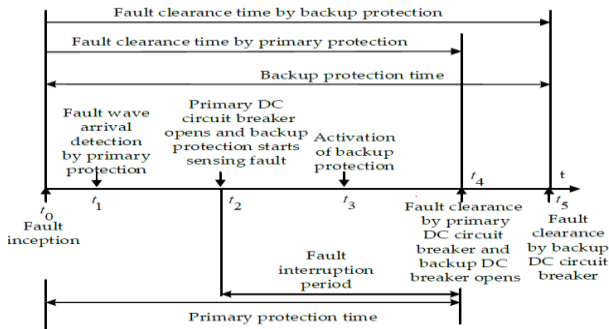 Fault clearance time by backup protection
Fault clearance time by primary protection
Backup protection time
Fault wave
arrival
detection
by primary
protection
Primary DC
circuit breaker
opens and backup
protection starts
sensing fault
Activation
of backup
protection
t
t0
t1
t2
t3
t4
t5
Fault
inception
Fault clearance
by primary
DC circuit
breaker and
backup DC
breaker opens
Fault
clearance
by backup
DC circuit
breaker
Fault
interruption
period
Primary protection time